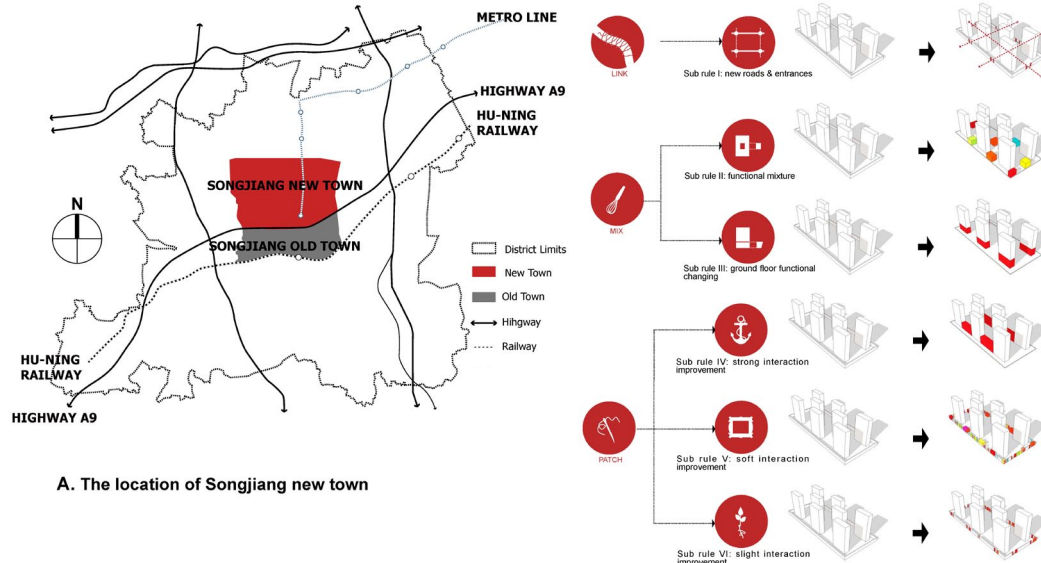 METRO LINE
HIGHWAY A9
HU-NING
RAILWAY
SONGJIANG NEW TOWN
N
SONGJIANG OLD TOWN
District Limits
New Town
Old Town
Hihgway
Railway
HU-NING
RAILWAY
HIGHWAY A9
A. The location of Songjiang new town
LINK
Sub rule I: new roads & entrances
MIX
Sub rule II: functional mixture
Sub rule III: ground floor functional
changing
PATCH
Sub rule IV: strong interaction
improvement
Sub rule V: soft interaction
improvement
Sub rule VI: slight interaction
improvement